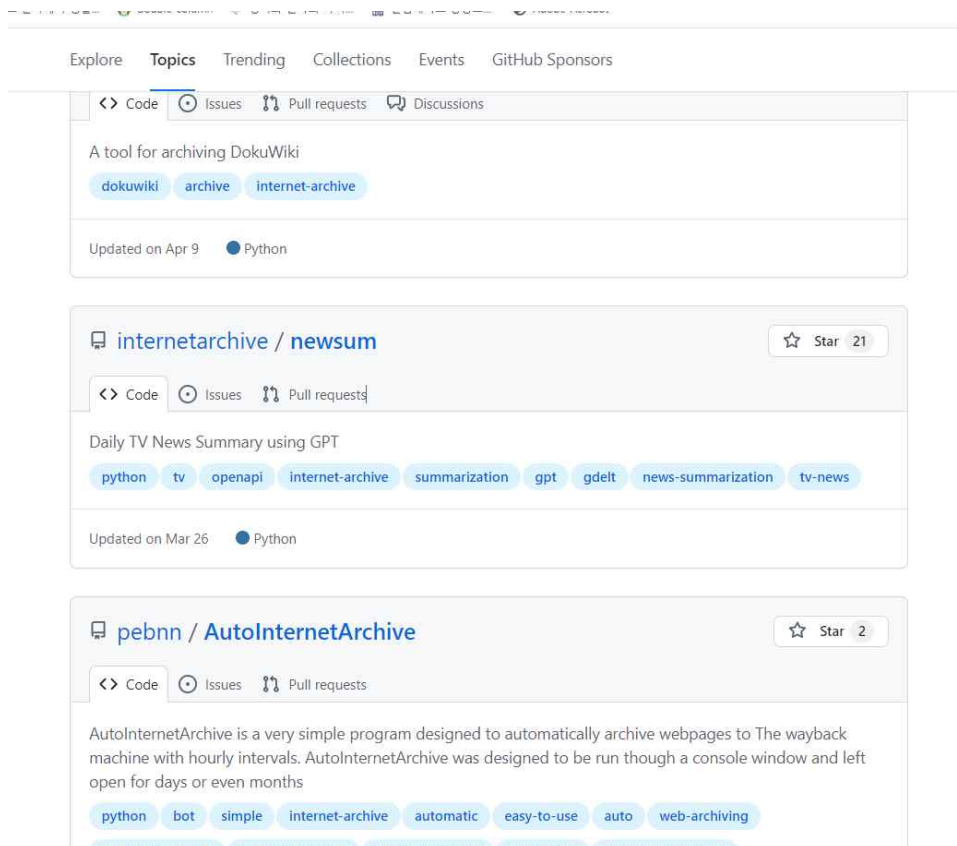 Explore Topics Trending Collections Events GitHub Sponsors
Code Issues Pull requests Discussions
A tool for archiving DokuWiki
dokuwiki archive internet-archive
Updated on Apr 9 Python
internetarchive / newsum Star 21
Code Issues Pull requests
Daily TV News Summary using GPT
python tv openapi internet-archive summarization gpt gdelt news-summarization tv-news
Updated on Mar 26 Python
pebnn / AutoInternetArchive Star 2
Code Issues Pull requests
AutoInternetArchive is a very simple program designed to automatically archive webpages to The wayback
machine with hourly intervals. AutoInternetArchive was designed to be run though a console window and left
open for days or even months
python bot simple internet-archive automatic easy-to-use auto web-archiving